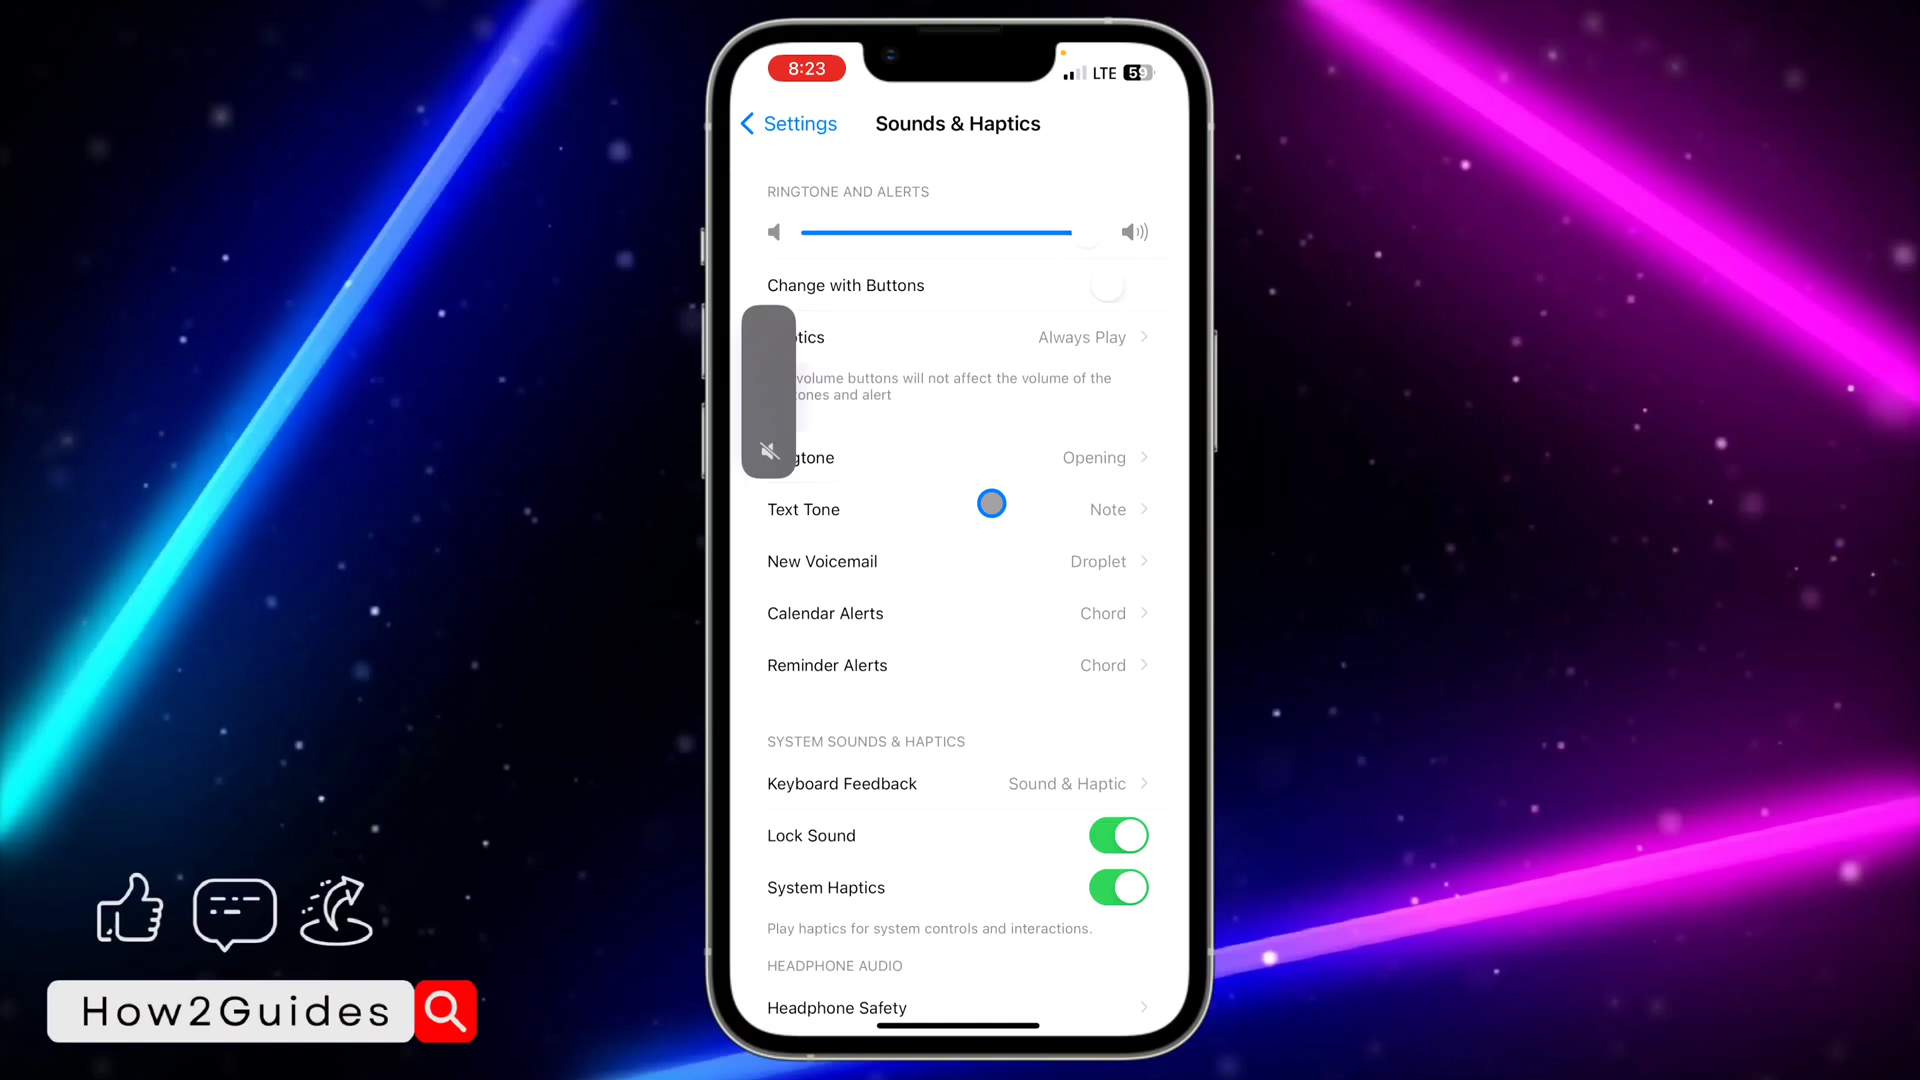 8:23
LTE 59
Settings
Sounds & Haptics
RINGTONE AND ALERTS
Change with Buttons
tics
Always Play
volume buttons will not affect the volume of the
ones and alert
gtone
Opening
Text Tone
Note
New Voicemail
Droplet
Calendar Alerts
Chord
Reminder Alerts
Chord
SYSTEM SOUNDS & HAPTICS
Keyboard Feedback
Sound & Haptic
Lock Sound
System Haptics
Play haptics for system controls and interactions.
HEADPHONE AUDIO
Headphone Safety
How2Guides